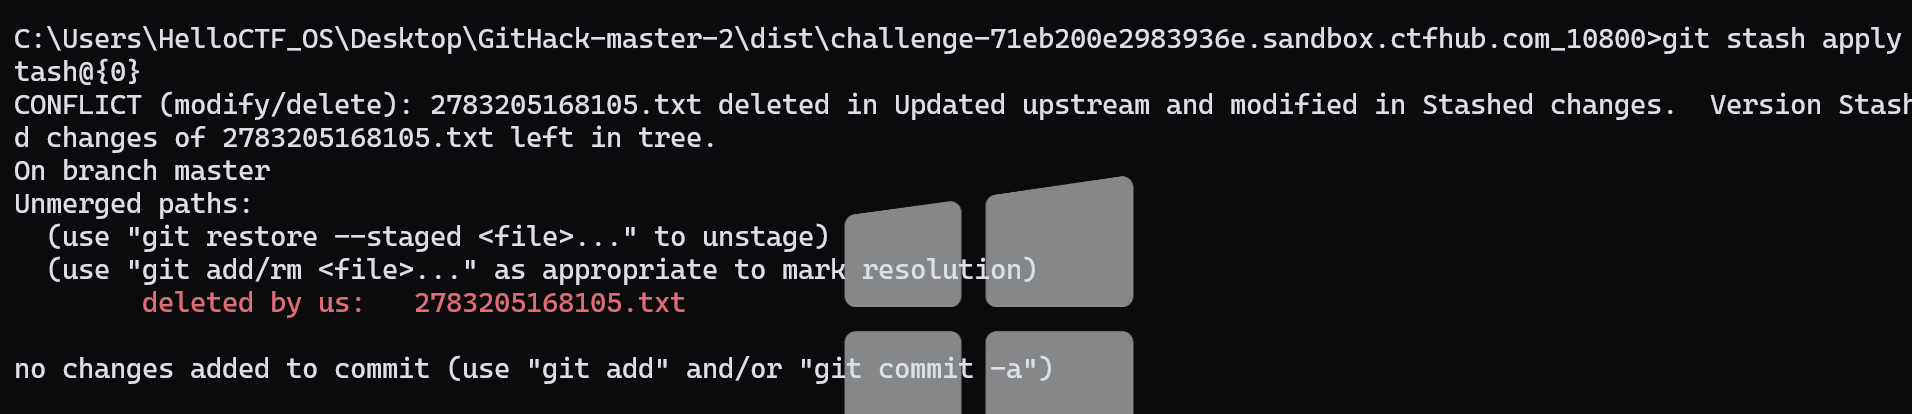 C:\Users\HelloCTF_OS\Desktop\GitHack-master-2\dist\challenge-71eb200e2983936e.sandbox.ctfhub.com_10800>git stash apply
tash@{0}
CONFLICT (modify/delete): 2783205168105.txt deleted in Updated upstream and modified in Stashed changes.  Version Stash
d changes of 2783205168105.txt left in tree.
On branch master
Unmerged paths:
  (use "git restore --staged <file>..." to unstage)
  (use "git add/rm <file>..." as appropriate to mark resolution)
        deleted by us:   2783205168105.txt
no changes added to commit (use "git add" and/or "git commit -a")